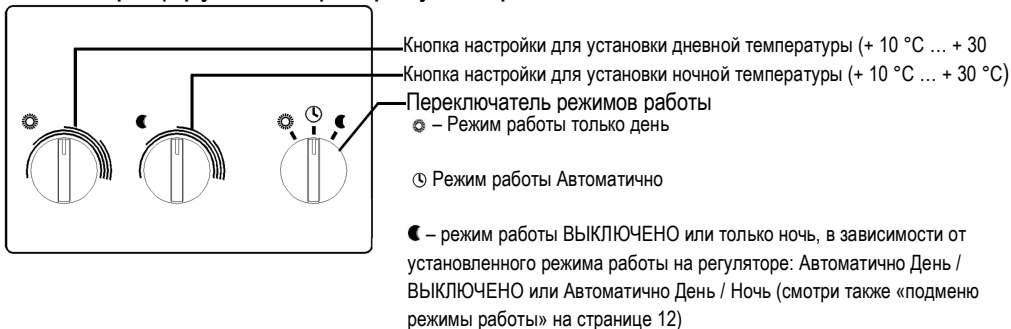 Кнопка настройки для установки дневной температуры (+ 10 °C … + 30
Кнопка настройки для установки ночной температуры (+ 10 °C … + 30 °C)
Переключатель режимов работы
– Режим работы только день
Режим работы Автоматично
– режим работы ВЫКЛЮЧЕНО или только ночь, в зависимости от
установленного режима работы на регуляторе: Автоматично День /
ВЫКЛЮЧЕНО или Автоматично День / Ночь (смотри также «подменю
режимы работы» на странице 12)